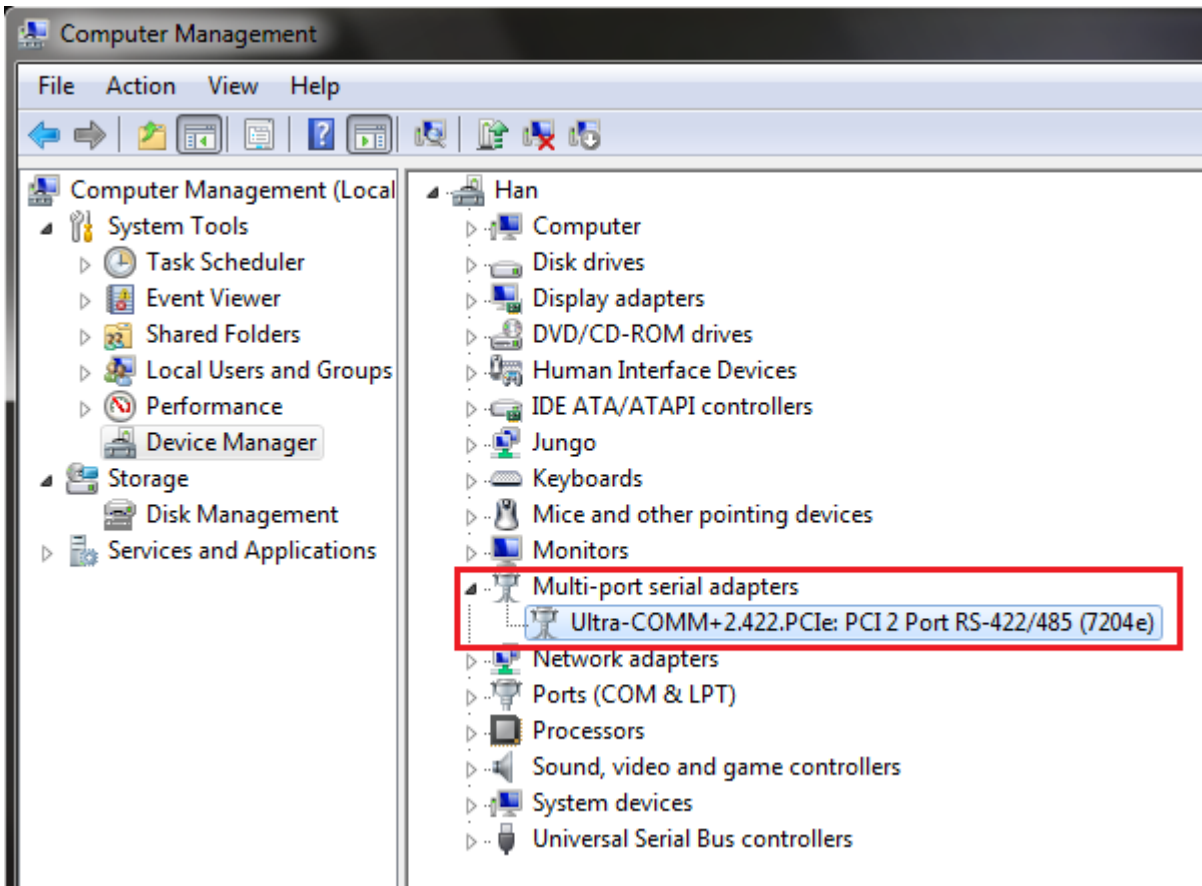 Computer Management
File Action View Help
Computer Management (Local
System Tools
Task Scheduler
Event Viewer
Shared Folders
Local Users and Groups
Performance
Device Manager
Storage
Disk Management
Services and Applications
Han
Computer
Disk drives
Display adapters
DVD/CD-ROM drives
Human Interface Devices
IDE ATA/ATAPI controllers
Jungo
Keyboards
Mice and other pointing devices
Monitors
Multi-port serial adapters
Ultra-COMM+2.422.PCIe: PCI 2 Port RS-422/485 (7204e)
Network adapters
Ports (COM & LPT)
Processors
Sound, video and game controllers
System devices
Universal Serial Bus controllers